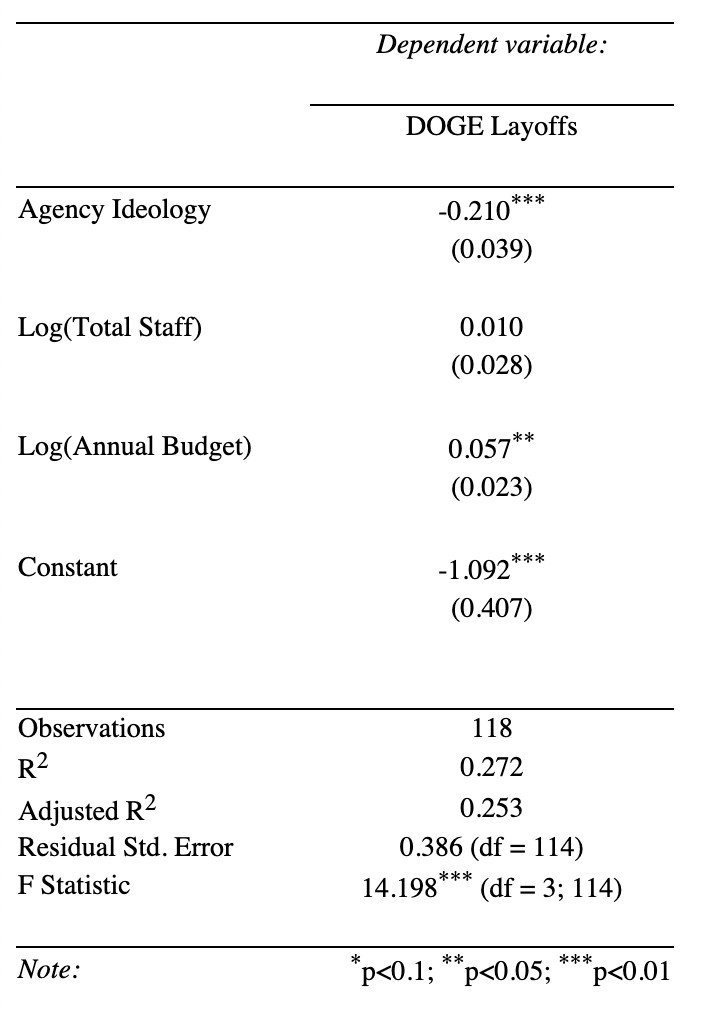 Dependent variable:
DOGE Layoffs
Agency Ideology -0.210***
(0.039)
Log(Total Staff) 0.010
(0.028)
Log(Annual Budget) 0.057**
(0.023)
Constant -1.092***
(0.407)
Observations 118
R2 0.272
Adjusted R2 0.253
Residual Std. Error 0.386 (df = 114)
F Statistic 14.198*** (df = 3; 114)
Note: *p<0.1; **p<0.05; ***p<0.01